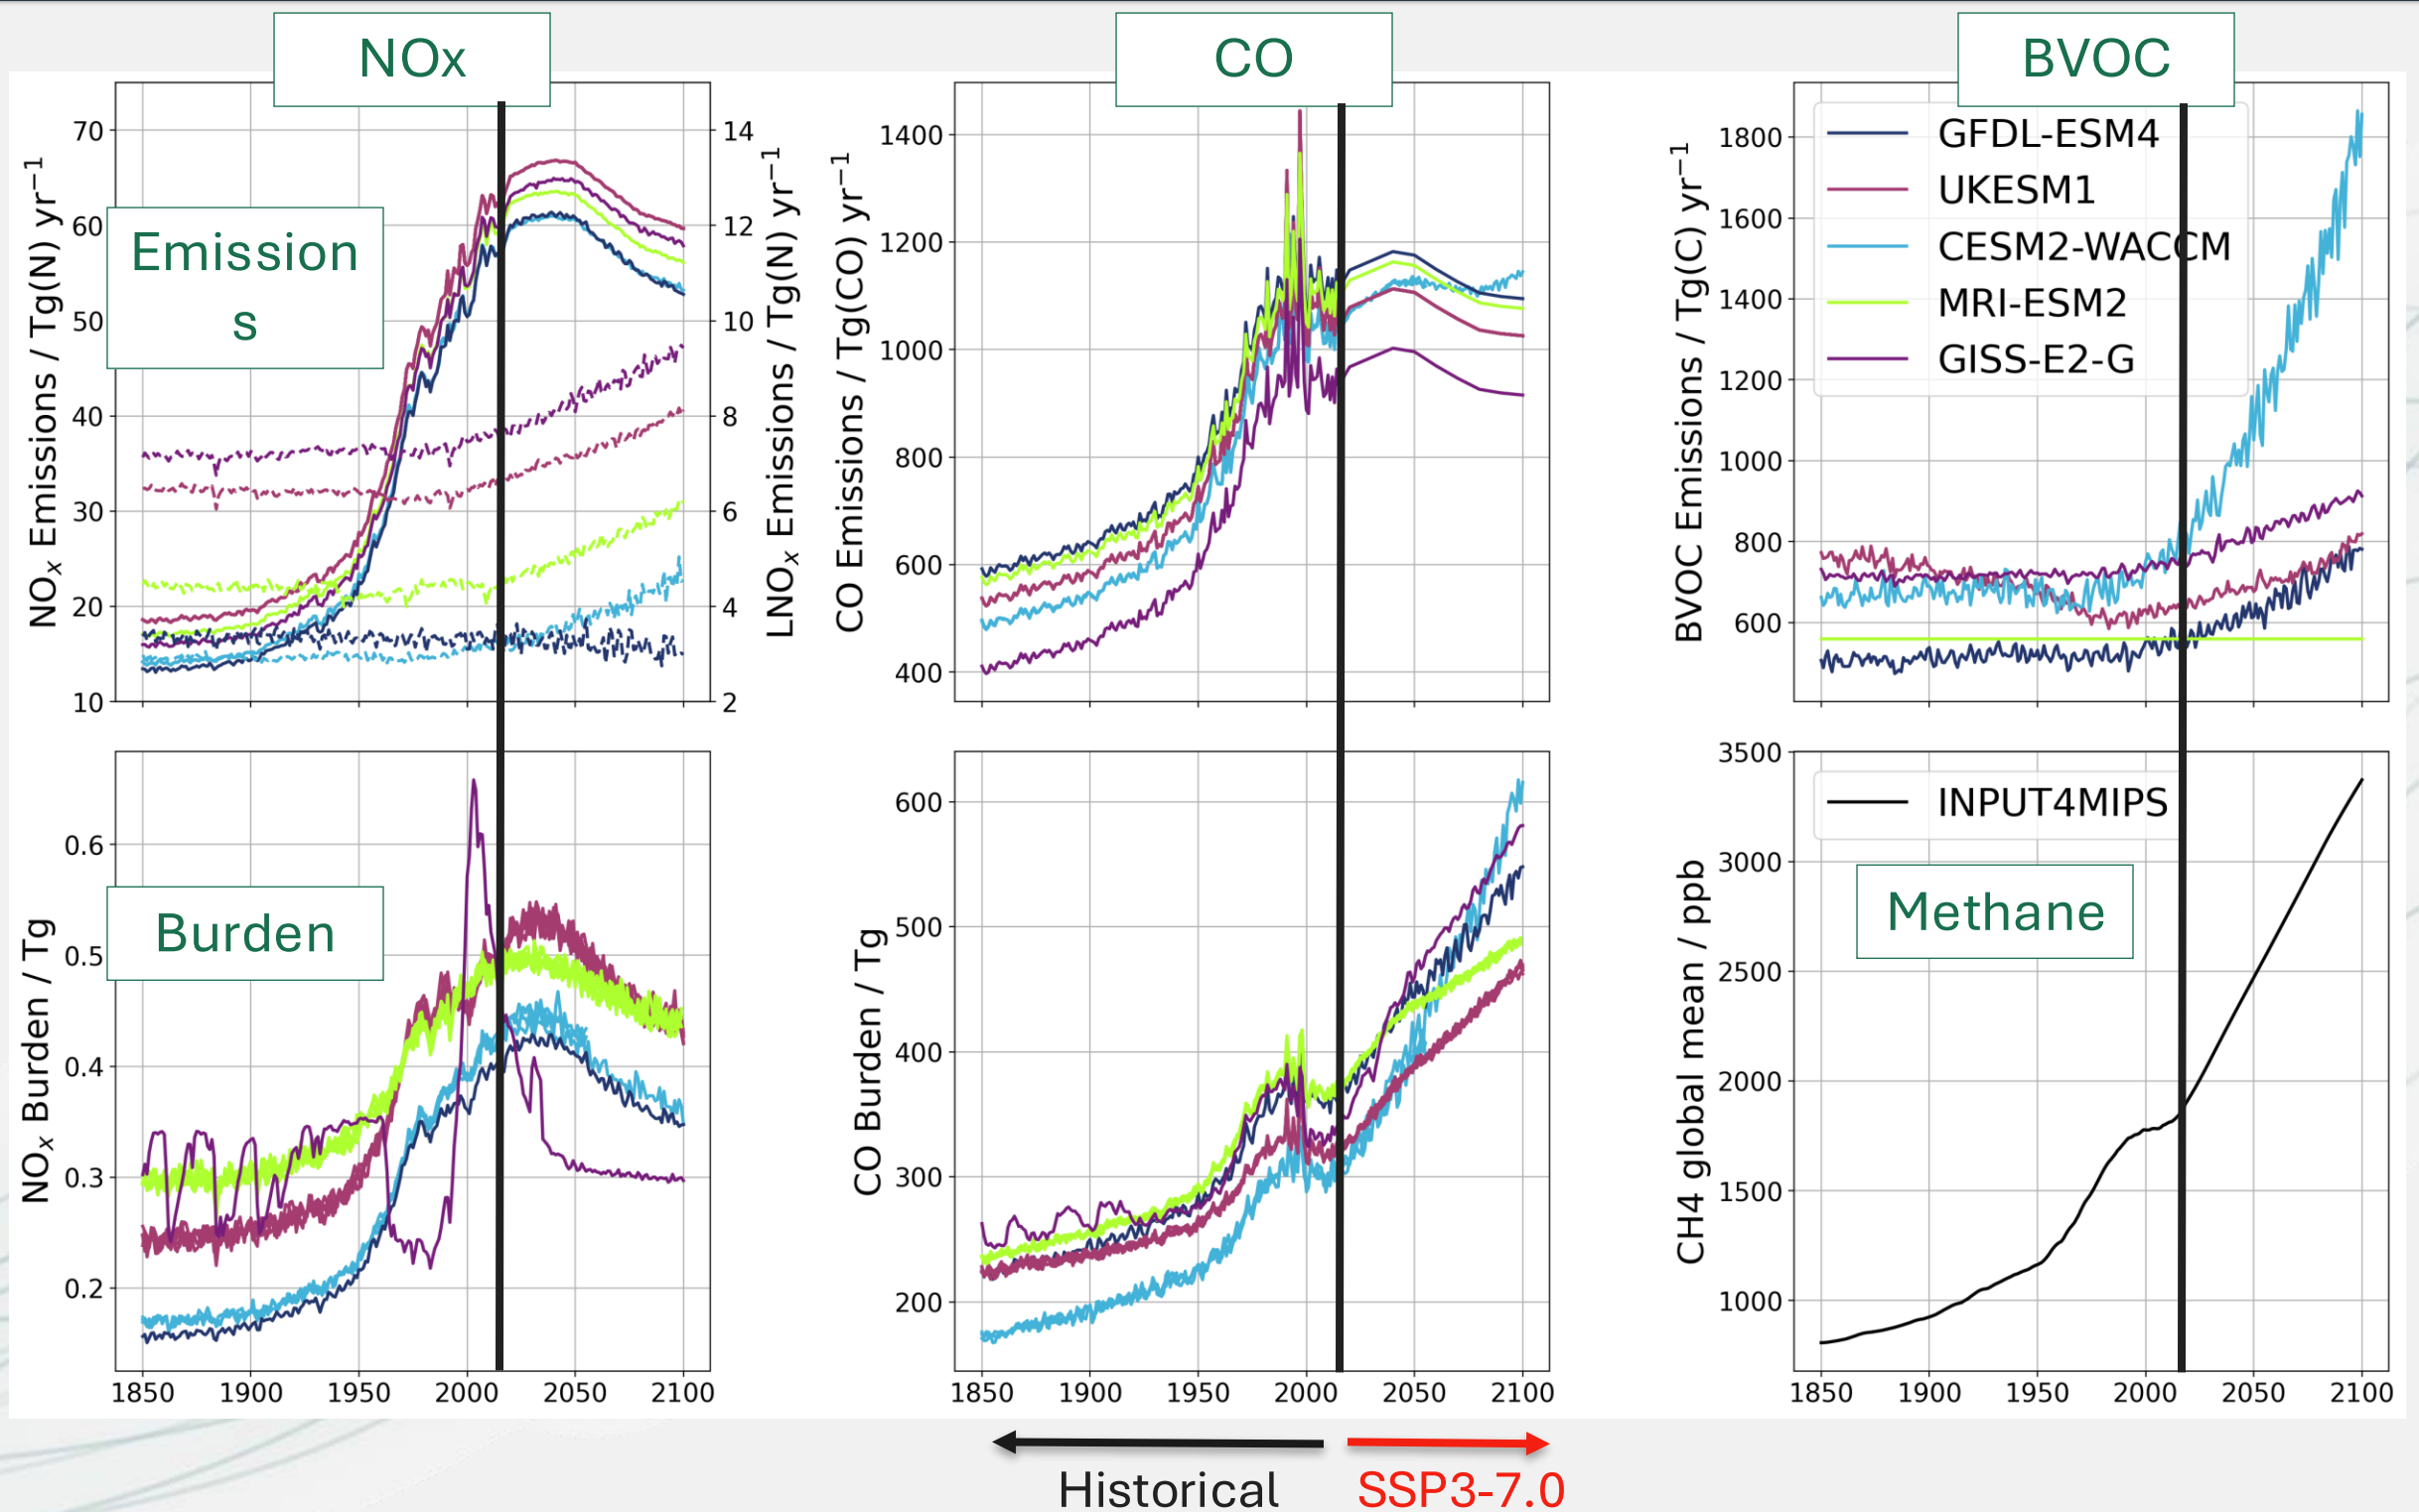 NOx
CO
BVOC
NOx Emissions / Tg(N) yr−1
70
60
50
40
30
20
10
Emission
s
14
12
10
8
6
4
2
LNOx Emissions / Tg(N) yr−1
CO Emissions / Tg(CO) yr−1
1400
1200
1000
800
600
400
BVOC Emissions / Tg(C) yr−1
1800
1600
1400
1200
1000
800
600
GFDL-ESM4
UKESM1
CESM2-WACCM
MRI-ESM2
GISS-E2-G
NOx Burden / Tg
0.6
0.5
0.4
0.3
0.2
Burden
1850 1900 1950 2000 2050 2100
CO Burden / Tg
600
500
400
300
200
1850 1900 1950 2000 2050 2100
CH4 global mean / ppb
3500
3000
2500
2000
1500
1000
INPUT4MIPS
Methane
1850 1900 1950 2000 2050 2100
Historical
SSP3-7.0